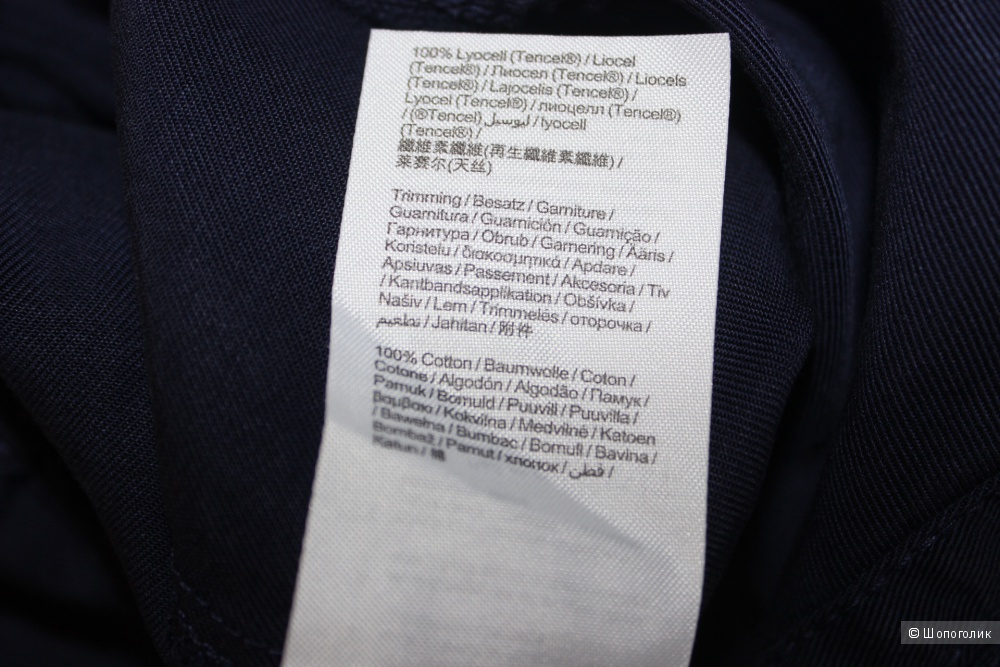 100% Lyocell (Tencel®) / Liocel
(Tencel®) / Лиосел (Tencel®) / Liocels
(Tencel®) / Lajocelis (Tencel®) /
Lyocel (Tencel®) / лиоцелл (Tencel®)
/ (®Tencel) ليوسيل / lyocell
(Tencel®) /
纖維素纖維(再生纖維素纖維) /
莱赛尔(天丝)
Trimming / Besatz / Garniture /
Guarnitura / Guarnición / Guarnição /
Гарнитура / Obrub / Garnering / Ääris /
Koristelu / διακοσμητικά / Apdare /
Apsiuvas / Passement / Akcesoria / Tiv
/ Kantbandsapplikation / Obšívka /
Našiv / Lem / Trimmelés / оторочка /
تطعيم / Jahitan / 附件
100% Cotton / Baumwolle / Coton /
Cotone / Algodón / Algodão / Памук /
Pamuk / Bomuld / Puuvill / Puuvilla /
βαμβακι / Kokvilna / Medvilnė / Katoen
/ Bawełna / Bumbac / Bomull / Bavlna /
Bombaž / Pamut / хлопок / قطن /
Katun / 棉
© Шопоголик